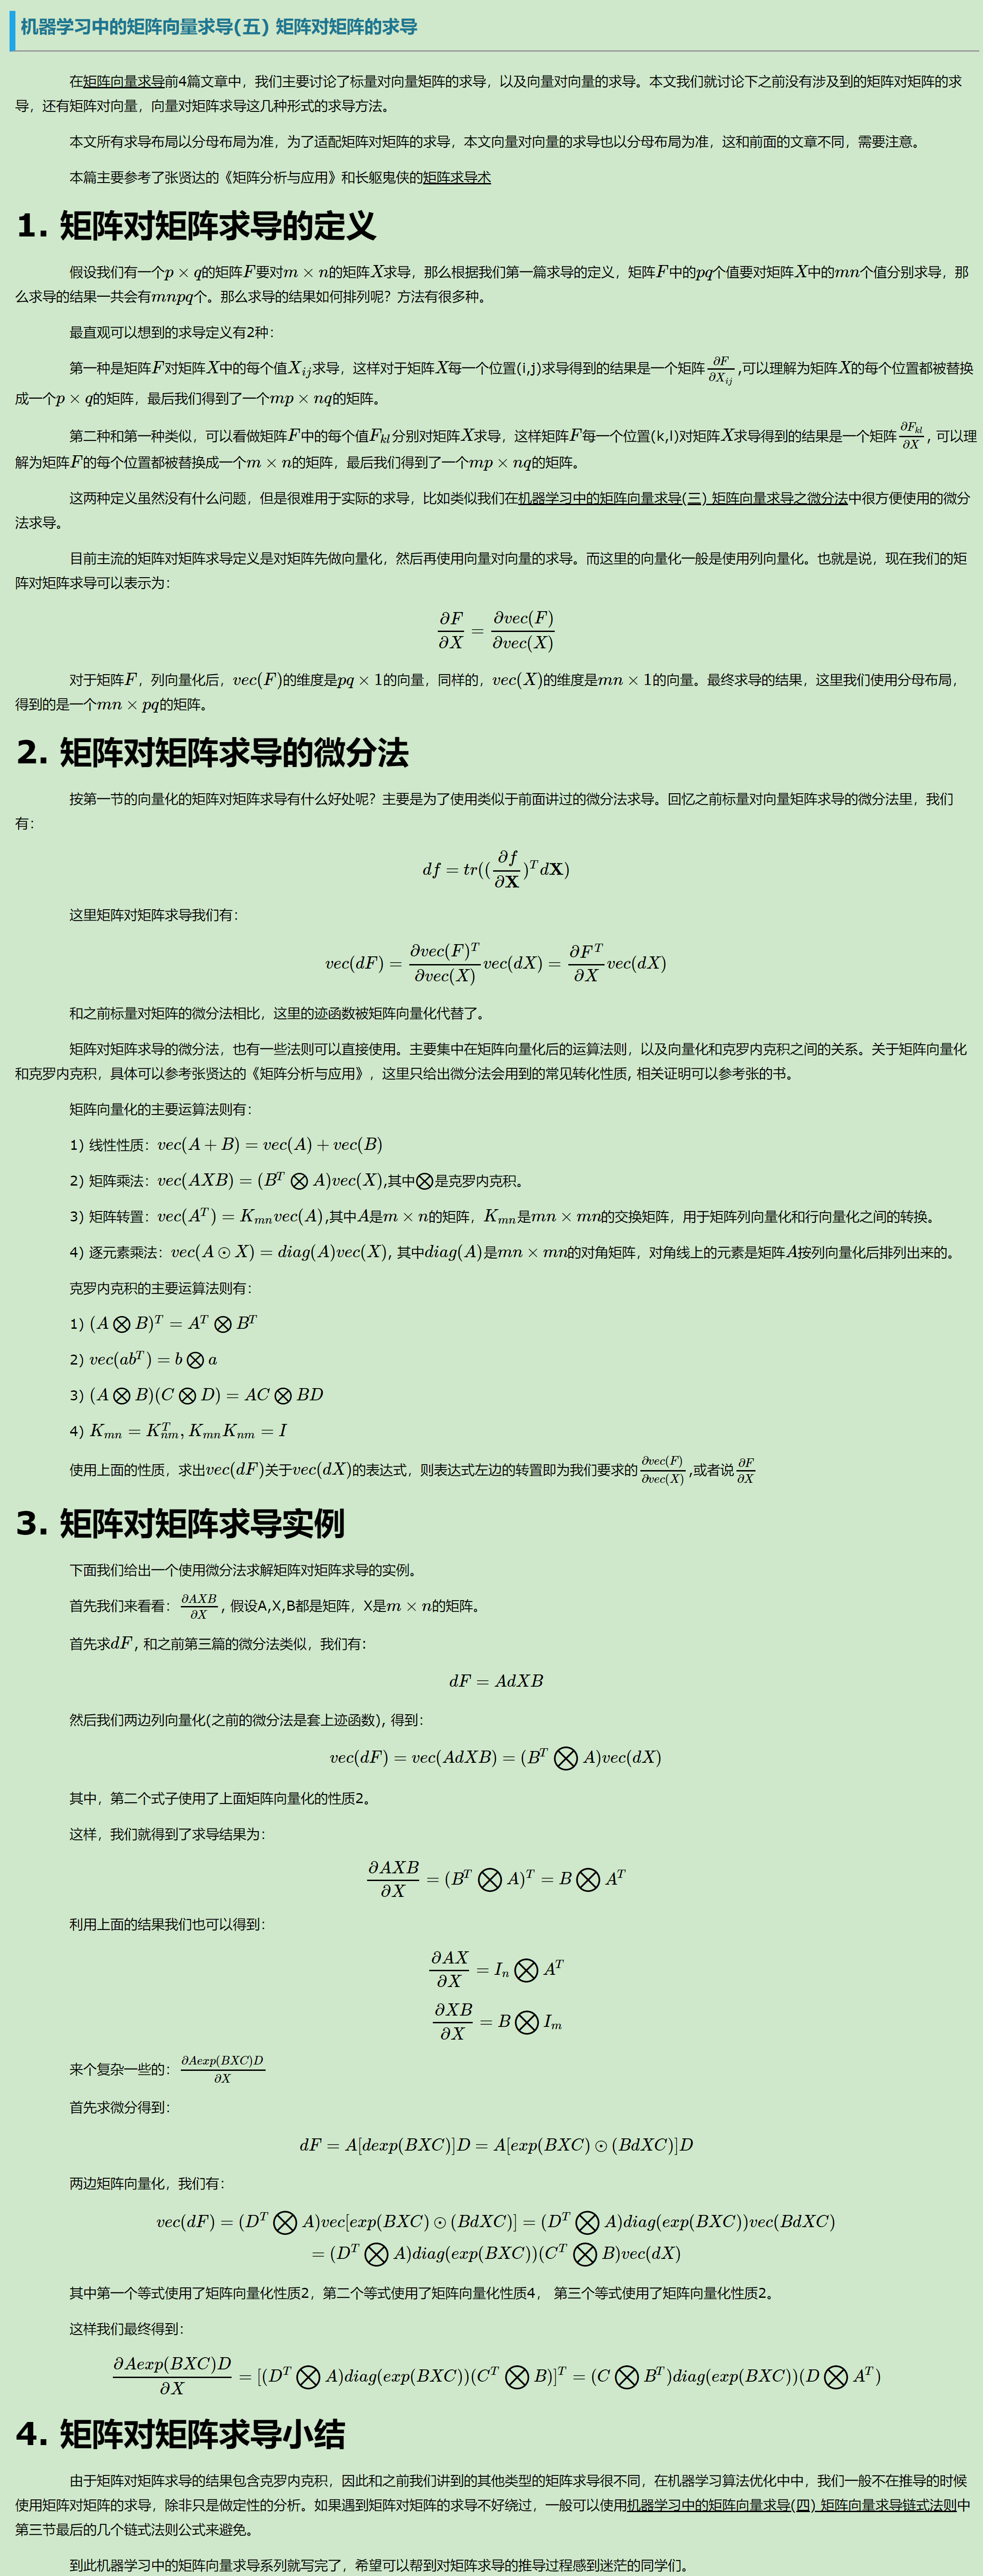 机器学习中的矩阵向量求导(五) 矩阵对矩阵的求导
在矩阵向量求导前4篇文章中，我们主要讨论了标量对向量矩阵的求导，以及向量对向量的求导。本文我们就讨论下之前没有涉及到的矩阵对矩阵的求
导，还有矩阵对向量，向量对矩阵求导这几种形式的求导方法。
本文所有求导布局以分母布局为准，为了适配矩阵对矩阵的求导，本文向量对向量的求导也以分母布局为准，这和前面的文章不同，需要注意。
本篇主要参考了张贤达的《矩阵分析与应用》和长躯鬼侠的矩阵求导术
1. 矩阵对矩阵求导的定义
假设我们有一个$p \times q$的矩阵$F$要对$m \times n$的矩阵$X$求导，那么根据我们第一篇求导的定义，矩阵$F$中的$pq$个值要对矩阵$X$中的$mn$个值分别求导，那
么求导的结果一共会有$mnpq$个。那么求导的结果如何排列呢？方法有很多种。
最直观可以想到的求导定义有2种：
第一种是矩阵$F$对矩阵$X$中的每个值$X_{ij}$求导，这样对于矩阵$X$每一个位置(i,j)求导得到的结果是一个矩阵$\frac{\partial F}{\partial X_{ij}}$,可以理解为矩阵$X$的每个位置都被替换
成一个$p \times q$的矩阵，最后我们得到了一个$mp \times nq$的矩阵。
第二种和第一种类似，可以看做矩阵$F$中的每个值$F_{kl}$分别对矩阵$X$求导，这样矩阵$F$每一个位置(k,l)对矩阵$X$求导得到的结果是一个矩阵$\frac{\partial F_{kl}}{\partial X}$, 可以理
解为矩阵$F$的每个位置都被替换成一个$m \times n$的矩阵，最后我们得到了一个$mp \times nq$的矩阵。
这两种定义虽然没有什么问题，但是很难用于实际的求导，比如类似我们在机器学习中的矩阵向量求导(三) 矩阵向量求导之微分法中很方便使用的微分
法求导。
目前主流的矩阵对矩阵求导定义是对矩阵先做向量化，然后再使用向量对向量的求导。而这里的向量化一般是使用列向量化。也就是说，现在我们的矩
阵对矩阵求导可以表示为：
$\frac{\partial F}{\partial X} = \frac{\partial vec(F)}{\partial vec(X)}$
对于矩阵$F$，列向量化后，$vec(F)$的维度是$pq \times 1$的向量，同样的，$vec(X)$的维度是$mn \times 1$的向量。最终求导的结果，这里我们使用分母布局，
得到的是一个$mn \times pq$的矩阵。
2. 矩阵对矩阵求导的微分法
按第一节的向量化的矩阵对矩阵求导有什么好处呢？主要是为了使用类似于前面讲过的微分法求导。回忆之前标量对向量矩阵求导的微分法里，我们
有：
$df = tr((\frac{\partial f}{\partial \mathbf{X}})^T d\mathbf{X})$
这里矩阵对矩阵求导我们有：
$vec(dF) = \frac{\partial vec(F)^T}{\partial vec(X)} vec(dX) = \frac{\partial F^T}{\partial X} vec(dX)$
和之前标量对矩阵的微分法相比，这里的迹函数被矩阵向量化代替了。
矩阵对矩阵求导的微分法，也有一些法则可以直接使用。主要集中在矩阵向量化后的运算法则，以及向量化和克罗内克积之间的关系。关于矩阵向量化
和克罗内克积，具体可以参考张贤达的《矩阵分析与应用》，这里只给出微分法会用到的常见转化性质, 相关证明可以参考张的书。
矩阵向量化的主要运算法则有：
1) 线性性质：$vec(A + B) = vec(A) + vec(B)$
2) 矩阵乘法：$vec(AXB) = (B^T \bigotimes A)vec(X)$,其中$\bigotimes$是克罗内克积。
3) 矩阵转置：$vec(A^T) = K_{mn}vec(A)$,其中$A$是$m \times n$的矩阵，$K_{mn}$是$mn \times mn$的交换矩阵，用于矩阵列向量化和行向量化之间的转换。
4) 逐元素乘法：$vec(A \odot X) = diag(A)vec(X)$, 其中$diag(A)$是$mn \times mn$的对角矩阵，对角线上的元素是矩阵$A$按列向量化后排列出来的。
克罗内克积的主要运算法则有：
1) $(A \bigotimes B)^T = A^T \bigotimes B^T$
2) $vec(ab^T) = b \bigotimes a$
3) $(A \bigotimes B)(C \bigotimes D) = AC \bigotimes BD$
4) $K_{mn} = K_{nm}^T, K_{mn}K_{nm} = I$
使用上面的性质，求出$vec(dF)$关于$vec(dX)$的表达式，则表达式左边的转置即为我们要求的$\frac{\partial vec(F)}{\partial vec(X)}$,或者说$\frac{\partial F}{\partial X}$
3. 矩阵对矩阵求导实例
下面我们给出一个使用微分法求解矩阵对矩阵求导的实例。
首先我们来看看：$\frac{\partial AXB}{\partial X}$, 假设A,X,B都是矩阵，X是$m \times n$的矩阵。
首先求$dF$, 和之前第三篇的微分法类似，我们有：
$dF = AdXB$
然后我们两边列向量化(之前的微分法是套上迹函数), 得到：
$vec(dF) = vec(AdXB) = (B^T \bigotimes A)vec(dX)$
其中，第二个式子使用了上面矩阵向量化的性质2。
这样，我们就得到了求导结果为：
$\frac{\partial AXB}{\partial X} = (B^T \bigotimes A)^T = B \bigotimes A^T$
利用上面的结果我们也可以得到：
$\frac{\partial AX}{\partial X} = I_n \bigotimes A^T$
$\frac{\partial XB}{\partial X} = B \bigotimes I_m$
来个复杂一些的：$\frac{\partial Aexp(BXC)D}{\partial X}$
首先求微分得到：
$dF = A[dexp(BXC)]D = A[exp(BXC) \odot (BdXC)]D$
两边矩阵向量化，我们有：
$vec(dF) = (D^T \bigotimes A)vec[exp(BXC) \odot (BdXC)] = (D^T \bigotimes A)diag(exp(BXC))vec(BdXC)$
$= (D^T \bigotimes A)diag(exp(BXC))(C^T \bigotimes B)vec(dX)$
其中第一个等式使用了矩阵向量化性质2，第二个等式使用了矩阵向量化性质4， 第三个等式使用了矩阵向量化性质2。
这样我们最终得到：
$\frac{\partial Aexp(BXC)D}{\partial X} = [(D^T \bigotimes A)diag(exp(BXC))(C^T \bigotimes B)]^T = (C \bigotimes B^T)diag(exp(BXC))(D \bigotimes A^T)$
4. 矩阵对矩阵求导小结
由于矩阵对矩阵求导的结果包含克罗内克积，因此和之前我们讲到的其他类型的矩阵求导很不同，在机器学习算法优化中中，我们一般不在推导的时候
使用矩阵对矩阵的求导，除非只是做定性的分析。如果遇到矩阵对矩阵的求导不好绕过，一般可以使用机器学习中的矩阵向量求导(四) 矩阵向量求导链式法则中
第三节最后的几个链式法则公式来避免。
到此机器学习中的矩阵向量求导系列就写完了，希望可以帮到对矩阵求导的推导过程感到迷茫的同学们。